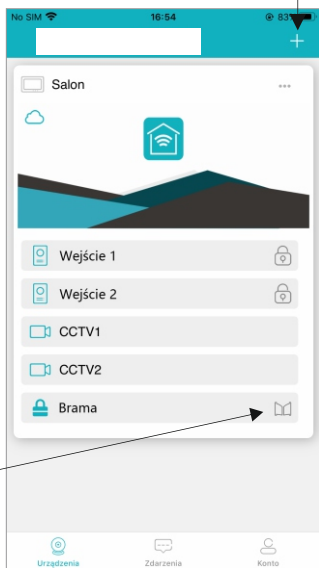 No SIM 16:54 83%
+
Salon ...
Wejście 1
Wejście 2
CCTV1
CCTV2
Brama
Urządzenia Zdarzenia Konto